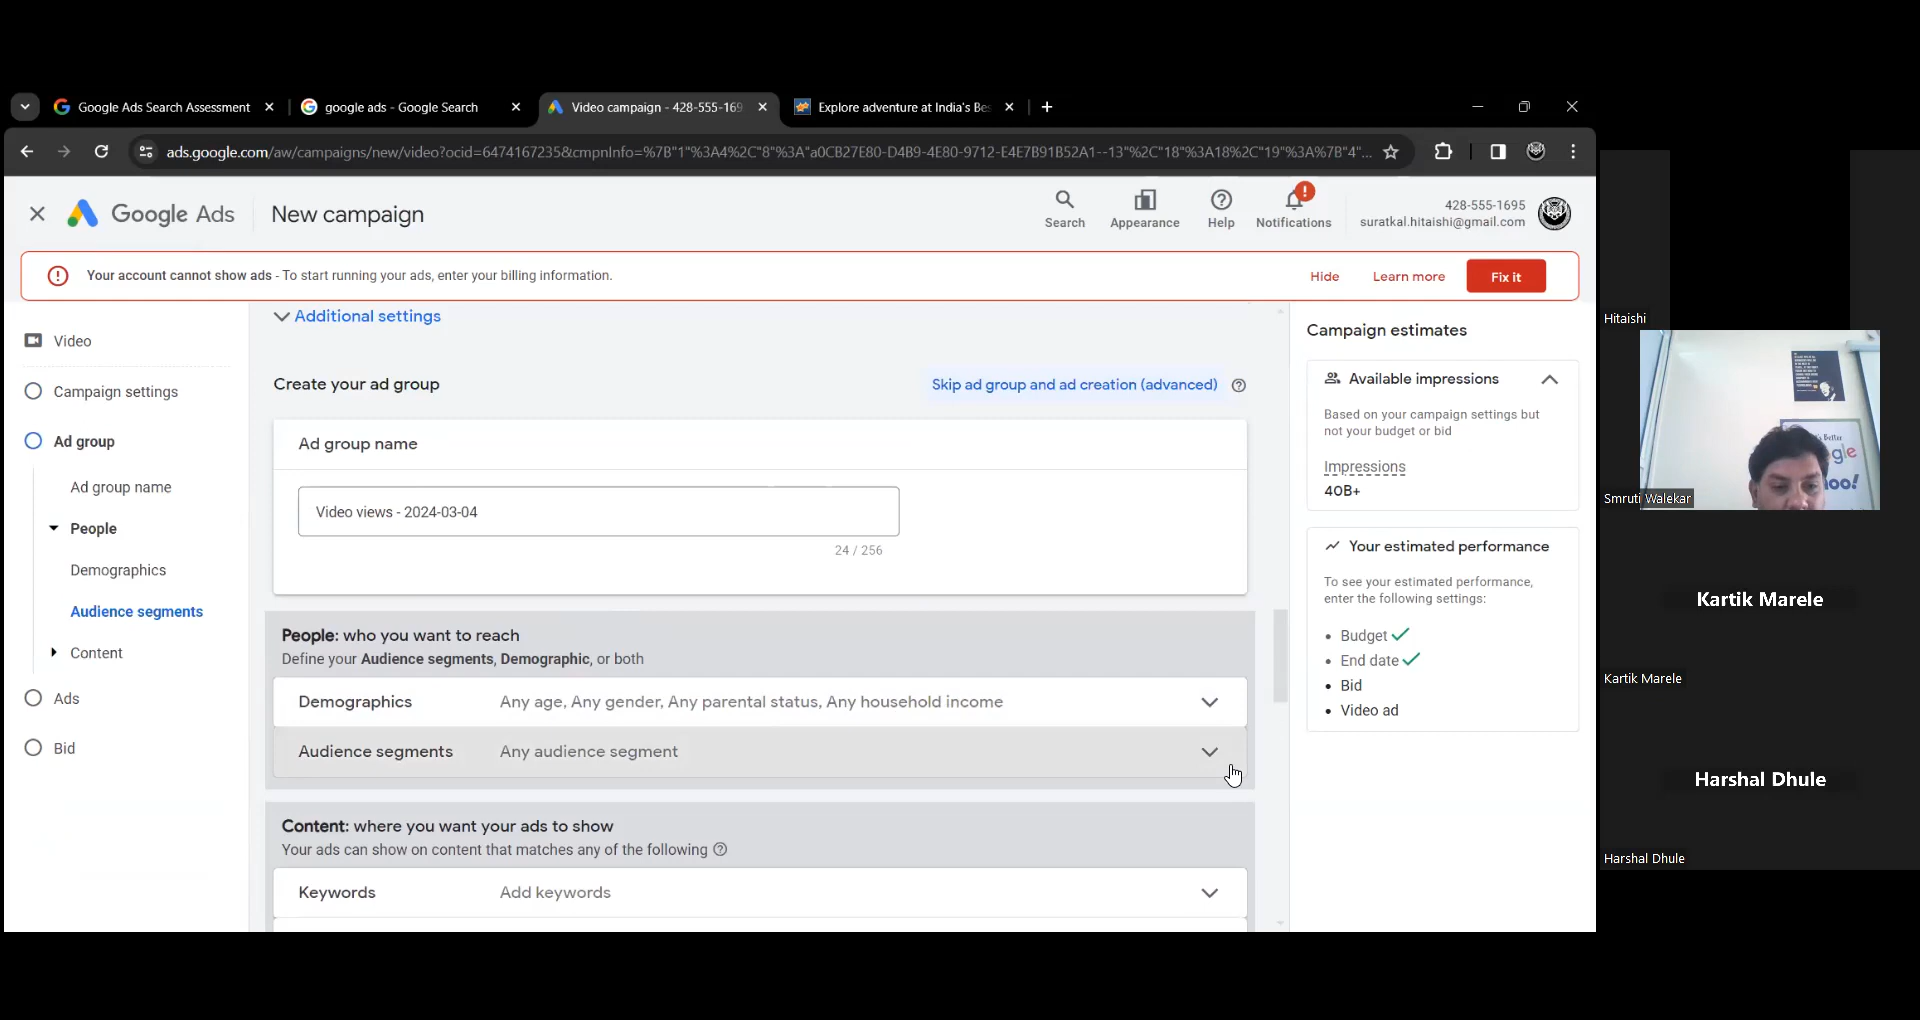 Google Ads Search Assessment
google ads - Google Search
Video campaign - 428-555-169
Explore adventure at India's Bes
ads.google.com/aw/campaigns/new/video?ocid=6474167235&cmpnInfo=%7B"1"%3A4%2C"8"%3A"a0CB27E80-D4B9-4E80-9712-E4E7B91B52A1--13"%2C"18"%3A18%2C"19"%3A%7B"4"...
Google Ads
New campaign
Search
Appearance
Help
Notifications
428-555-1695
suratkal.hitaishi@gmail.com
Your account cannot show ads - To start running your ads, enter your billing information.
Hide
Learn more
Fix it
Video
Campaign settings
Ad group
Ad group name
People
Demographics
Audience segments
Content
Ads
Bid
Additional settings
Create your ad group
Skip ad group and ad creation (advanced)
Ad group name
Video views - 2024-03-04
24 / 256
People: who you want to reach
Define your Audience segments, Demographic, or both
Demographics Any age, Any gender, Any parental status, Any household income
Audience segments Any audience segment
Content: where you want your ads to show
Your ads can show on content that matches any of the following
Keywords Add keywords
Campaign estimates
Available impressions
Based on your campaign settings but
not your budget or bid
Impressions
40B+
Your estimated performance
To see your estimated performance,
enter the following settings:
• Budget
• End date
• Bid
• Video ad
Hitaishi
Smruti Walekar
Kartik Marele
Kartik Marele
Harshal Dhule
Harshal Dhule